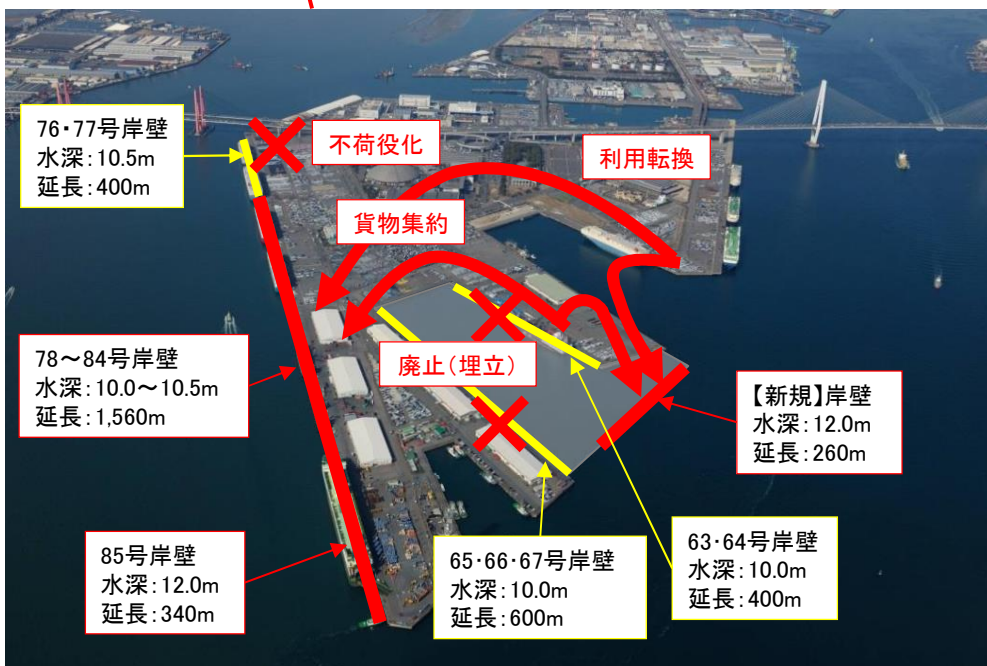 76・77号岸壁
水深：10.5m
延長：400m
不荷役化
利用転換
貨物集約
78～84号岸壁
水深：10.0～10.5m
延長：1,560m
廃止（埋立）
【新規】岸壁
水深：12.0m
延長：260m
85号岸壁
水深：12.0m
延長：340m
65・66・67号岸壁
水深：10.0m
延長：600m
63・64号岸壁
水深：10.0m
延長：400m